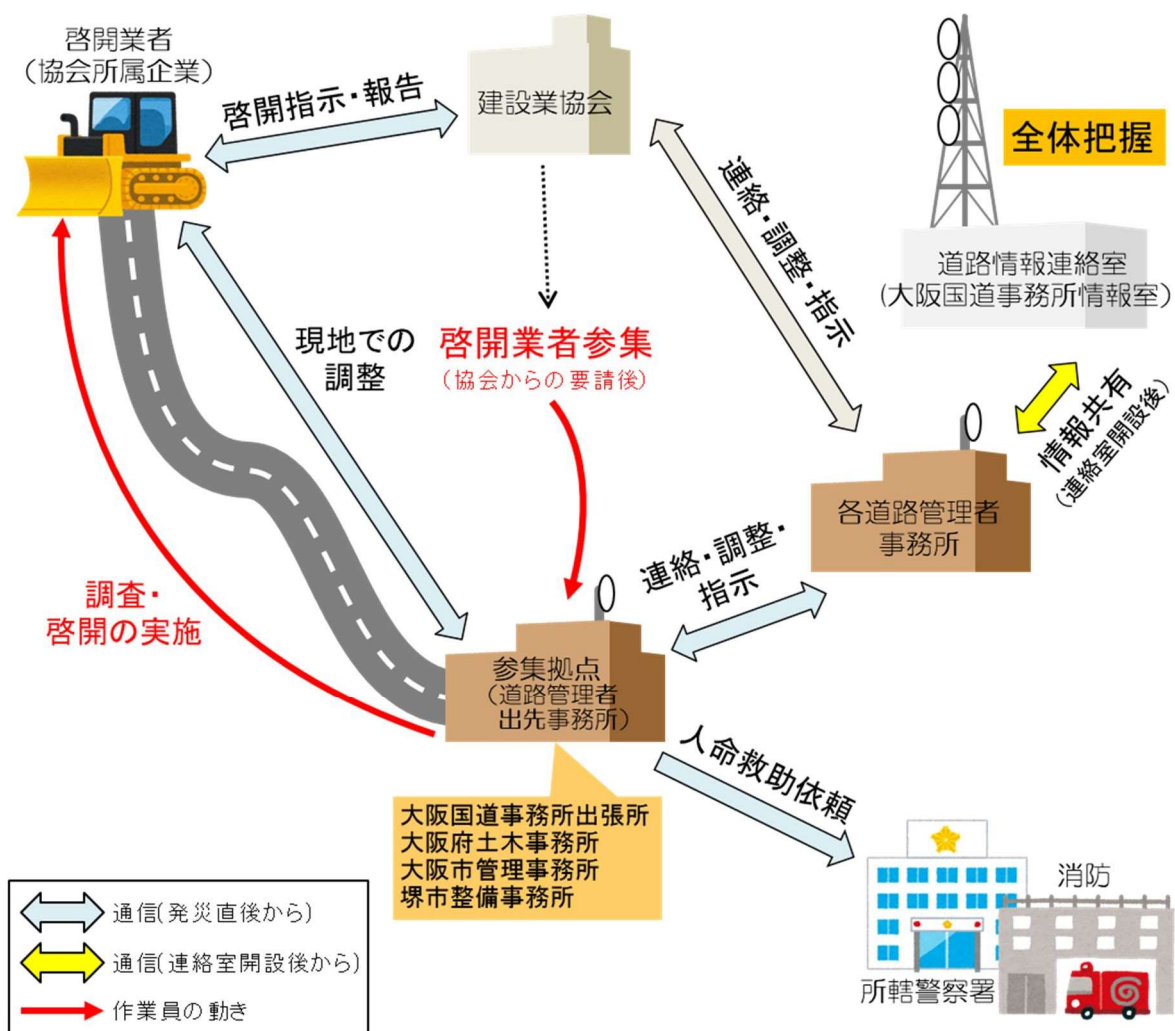 啓開業者
(協会所属企業)
啓開指示・報告
建設業協会
全体把握
連絡・調整・指示
道路情報連絡室
(大阪国道事務所情報室)
現地での
調整
啓開業者参集
(協会からの要請後)
情報共有
(連絡室開設後)
各道路管理者
事務所
連絡・調整・
指示
調査・
啓開の実施
参集拠点
(道路管理者
出先事務所)
人命救助依頼
大阪国道事務所出張所
大阪府土木事務所
大阪市管理事務所
堺市整備事務所
消防
所轄警察署
通信(発災直後から)
通信(連絡室開設後から)
作業員の動き